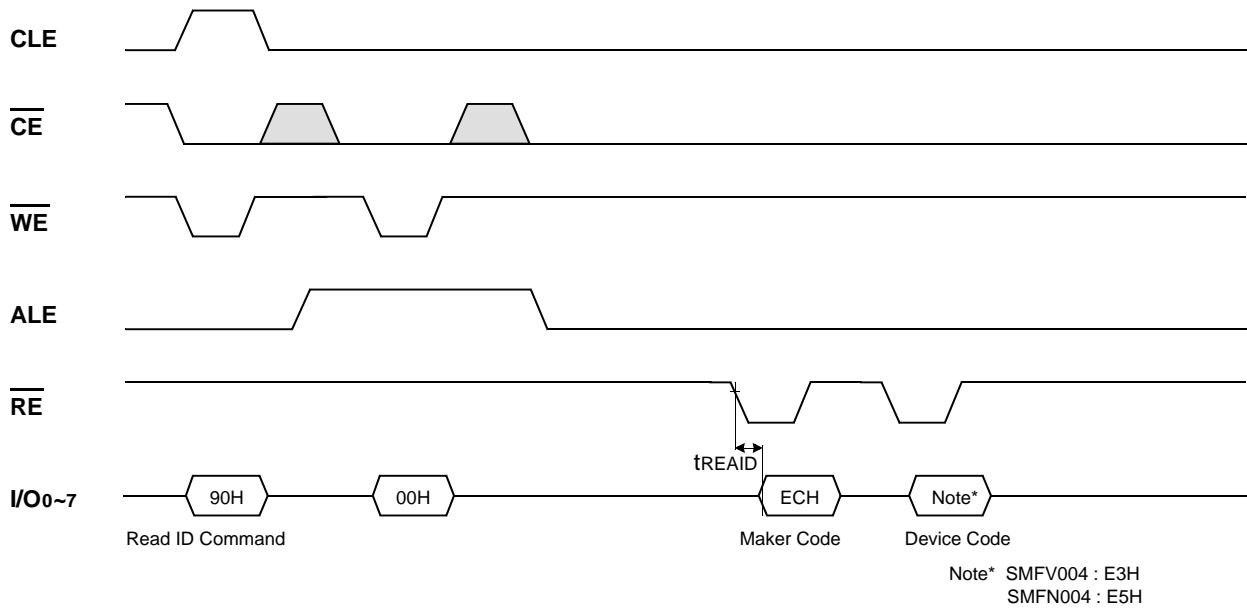 CLE
CE
WE
ALE
RE
tREAID
I/O0~7
90H
00H
ECH
Note*
Read ID Command
Maker Code
Device Code
Note* SMFV004 : E3H
SMFN004 : E5H